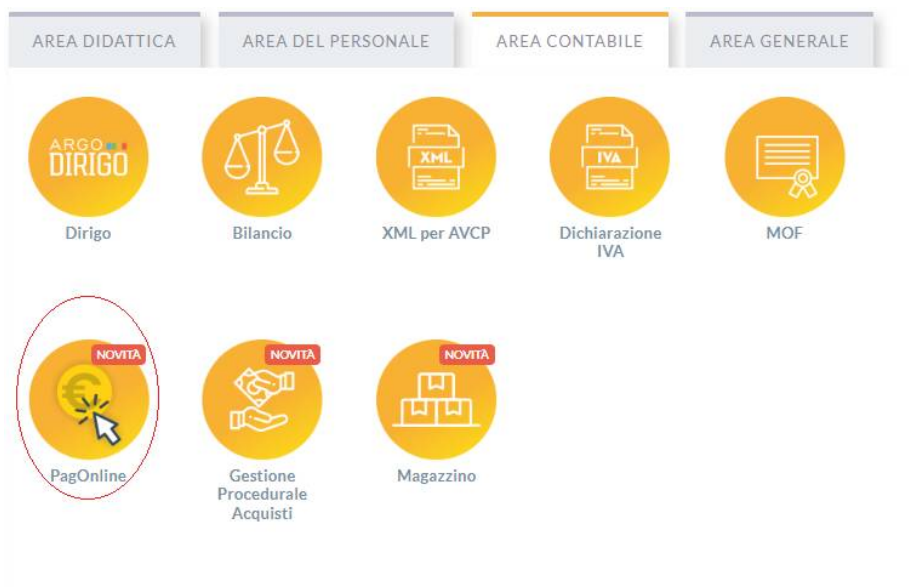 AREA DIDATTICA
AREA DEL PERSONALE
AREA CONTABILE
AREA GENERALE
ARGO
DIRIGO
Dirigo
Bilancio
XML
XML per AVCP
IVA
Dichiarazione
IVA
MOF
NOVITÀ
€
PagOnline
NOVITÀ
Gestione
Procedurale
Acquisti
NOVITÀ
Magazzino